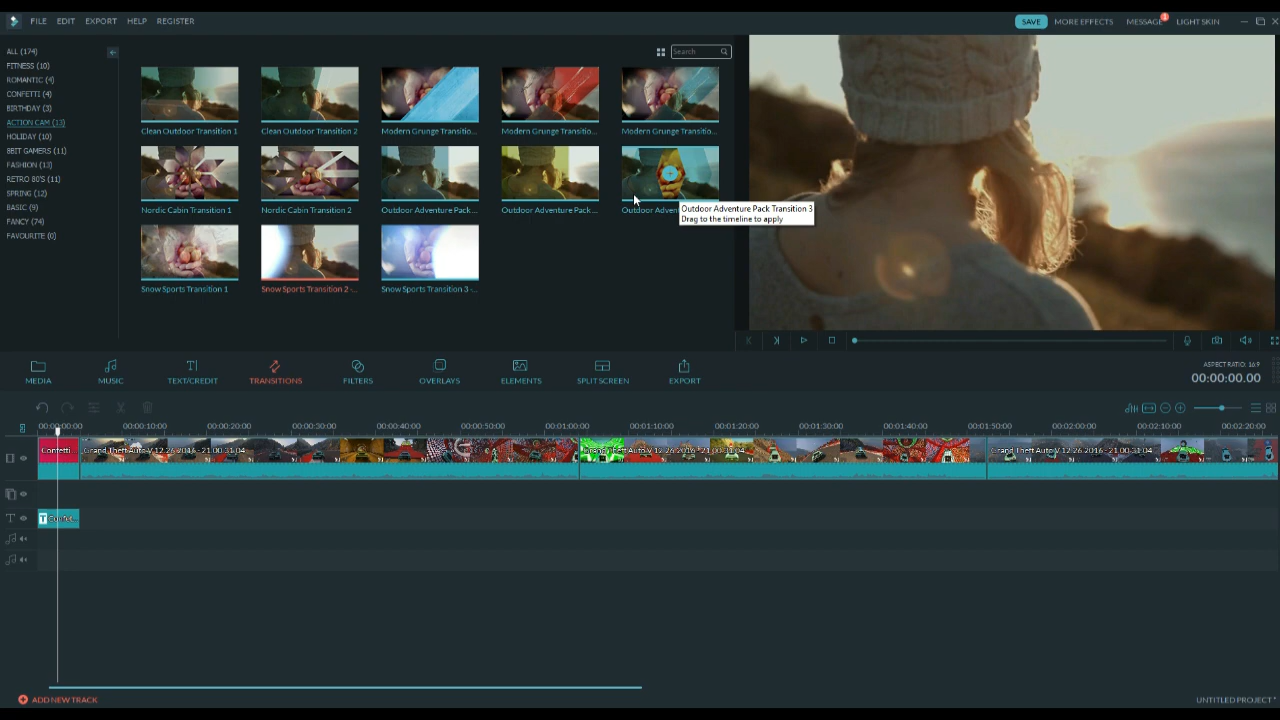 FILE EDIT EXPORT HELP REGISTER
SAVE MORE EFFECTS MESSAGE 1 LIGHT SKIN
ALL (174)
FITNESS (10)
ROMANTIC (4)
CONFETTI (4)
BIRTHDAY (3)
ACTION CAM (13)
HOLIDAY (10)
8BIT GAMERS (11)
FASHION (13)
RETRO 80'S (11)
SPRING (12)
BASIC (9)
FANCY (74)
FAVOURITE (0)
Search
Clean Outdoor Transition 1 Clean Outdoor Transition 2 Modern Grunge Transitio... Modern Grunge Transitio... Modern Grunge Transitio...
Nordic Cabin Transition 1 Nordic Cabin Transition 2 Outdoor Adventure Pack... Outdoor Adventure Pack... Outdoor Adven
Outdoor Adventure Pack Transition 3
Drag to the timeline to apply
Snow Sports Transition 1 Snow Sports Transition 2 -... Snow Sports Transition 3 -...
MEDIA MUSIC TEXT/CREDIT TRANSITIONS FILTERS OVERLAYS ELEMENTS SPLIT SCREEN EXPORT
ASPECT RATIO: 16:9
00:00:00.00
00:00:00:00 00:00:10:00 00:00:20:00 00:00:30:00 00:00:40:00 00:00:50:00 00:01:00:00 00:01:10:00 00:01:20:00 00:01:30:00 00:01:40:00 00:01:50:00 00:02:00:00 00:02:10:00 00:02:20:00
Confetti Grand Theft Auto V 12.26.2016 - 21.00.31.04 Grand Theft Auto V 12.26.2016 - 21.00.31.04 Grand Theft Auto V 12.26.2016 - 21.00.31.04
T
ADD NEW TRACK
UNTITLED PROJECT *